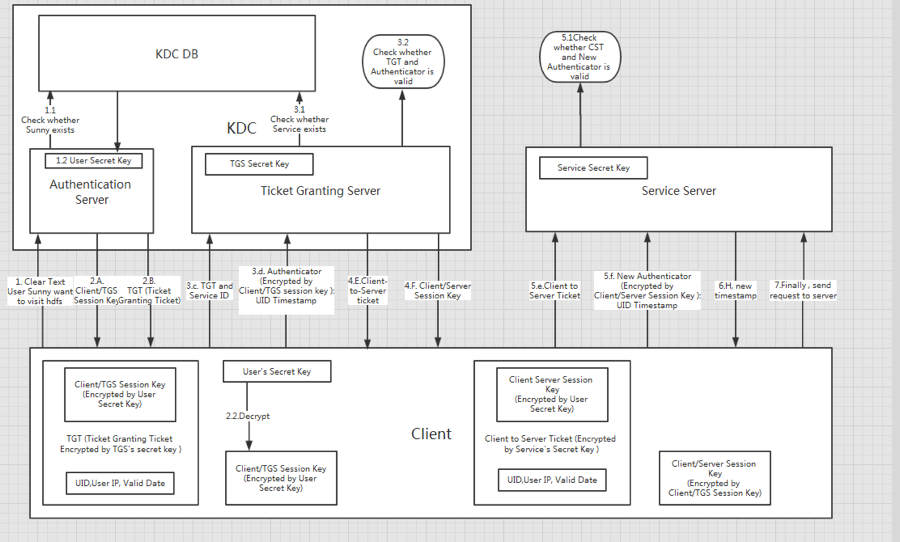 KDC DB
3.2
Check whether
TGT and
Authenticator is
valid
5.1Check
whether CST
and New
Authenticator is
valid
1.1
Check whether
Sunny exists
3.1
Check whether
Service exists
KDC
1.2 User Secret Key
Authentication
Server
TGS Secret Key
Ticket Granting Server
Service Secret Key
Service Server
1. Clear Text
User Sunny want
to visit hdfs
2.A.
Client/TGS
Session Key
2.B.
TGT (Ticket
Granting Ticket)
3.c. TGT and
Service ID
3.d. Authenticator
(Encrypted by
Client/TGS session key ):
UID Timestamp
4.E.Client-
to-Server
ticket
4.F. Client/Server
Session Key
5.e.Client to
Server Ticket
5.f. New Authenticator
(Encrypted by
Client/Server Session Key ):
UID Timestamp
6.H. new
timestamp
7.Finally , send
request to server
Client/TGS Session Key
(Encrypted by User
Secret Key)
TGT (Ticket Granting Ticket
Encrypted by TGS's secret key )
UID,User IP, Valid Date
User's Secret Key
2.2.Decrypt
Client/TGS Session Key
(Encrypted by User
Secret Key)
Client
Client Server Session
Key
(Encrypted by User
Secret Key)
Client to Server Ticket (Encrypted
by Service's Secret Key )
UID,User IP, Valid Date
Client/Server Session
Key
(Encrypted by
Client/TGS Session Key)